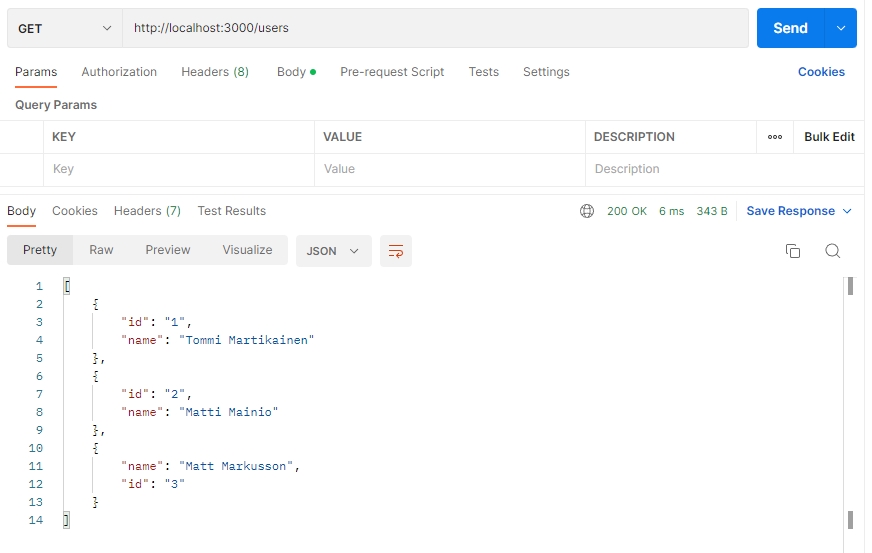 GET http://localhost:3000/users Send
Params Authorization Headers (8) Body Pre-request Script Tests Settings Cookies
Query Params
KEY VALUE DESCRIPTION Bulk Edit
Key Value Description
Body Cookies Headers (7) Test Results 200 OK 6 ms 343 B Save Response
Pretty Raw Preview Visualize JSON
1 [
2 {
3 "id": "1",
4 "name": "Tommi Martikainen"
5 },
6 {
7 "id": "2",
8 "name": "Matti Mainio"
9 },
10 {
11 "name": "Matt Markusson",
12 "id": "3"
13 }
14 ]